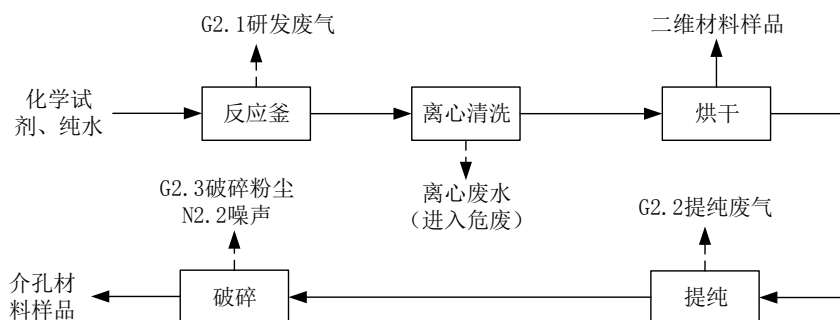 G2.1研发废气
二维材料样品
化学试
剂、纯水
反应釜
离心清洗
烘干
离心废水
（进入危废）
G2.3破碎粉尘
N2.2噪声
G2.2提纯废气
介孔材
料样品
破碎
提纯